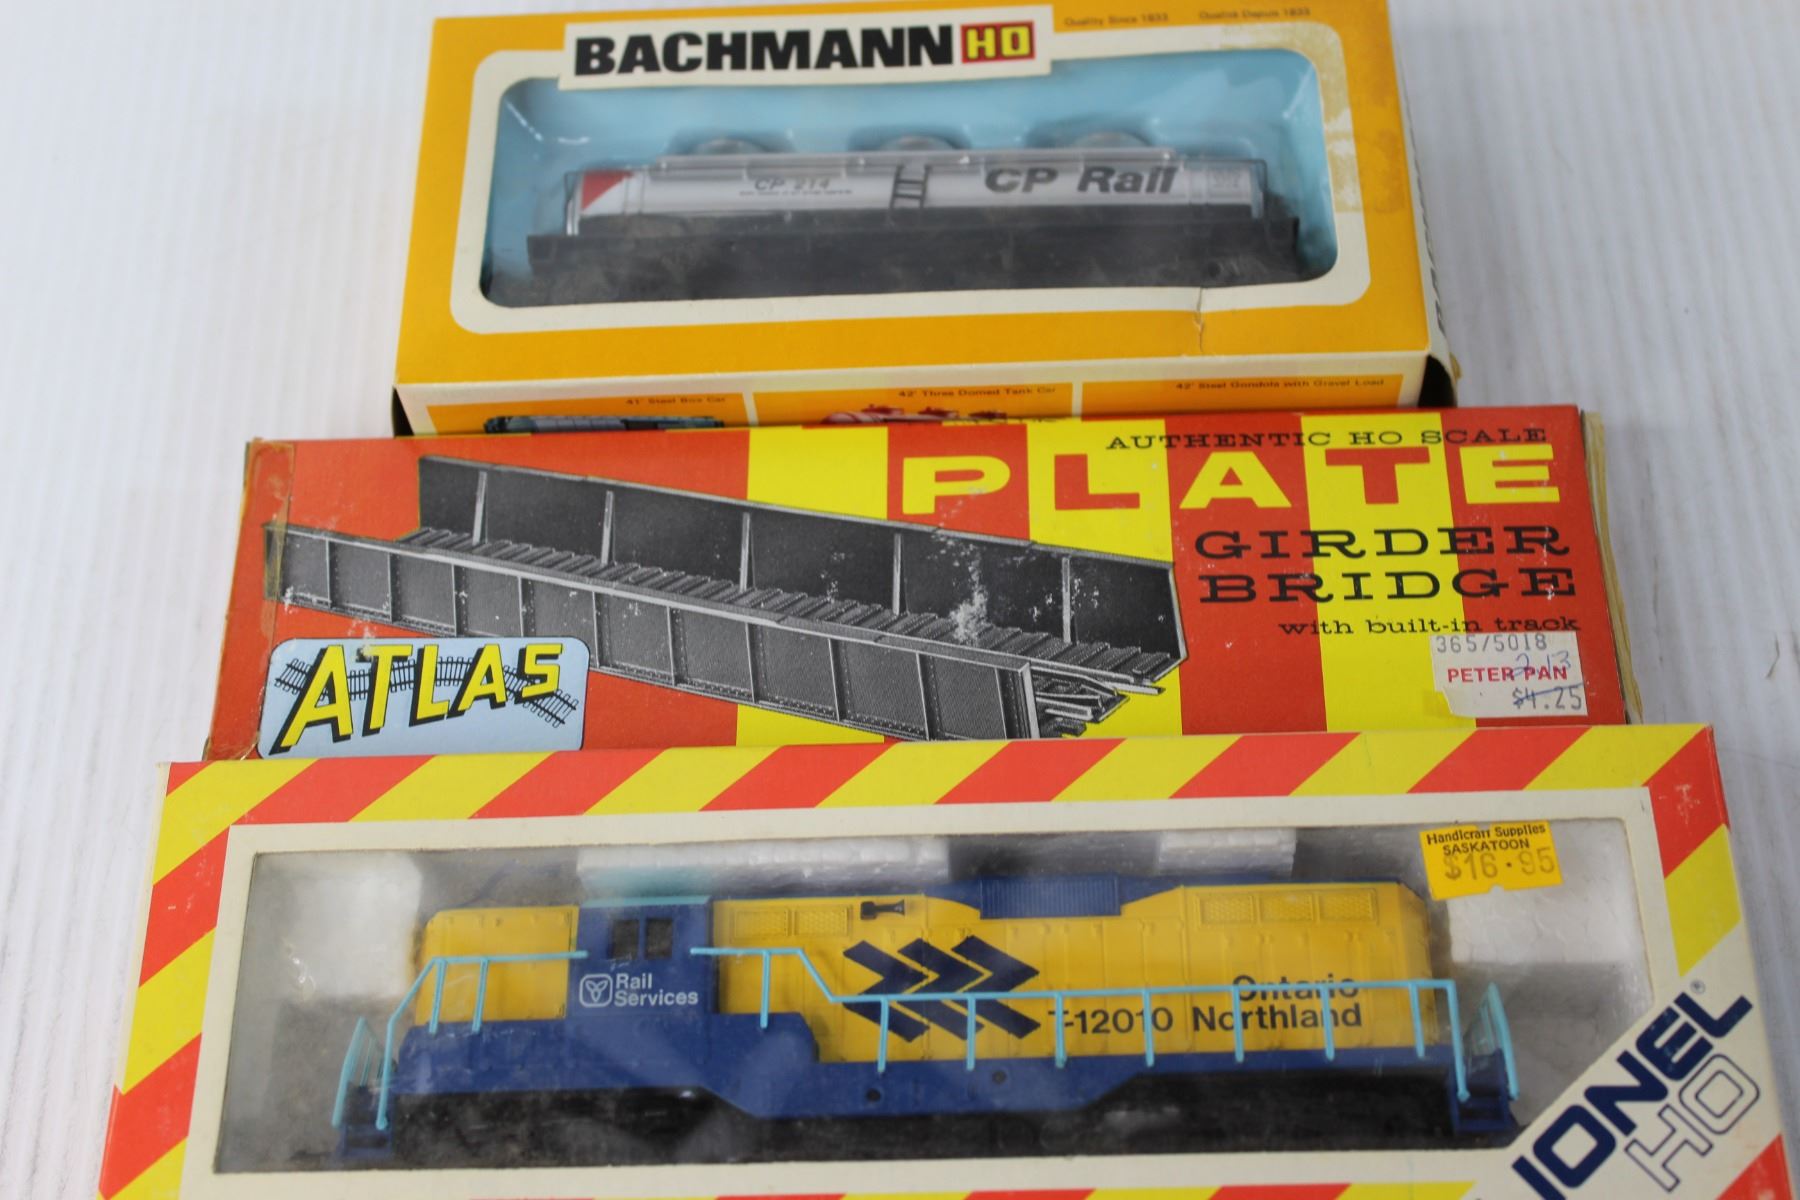 Quality Since 1833
Qualité Depuis 1833
BACHMANN HO
CP 214
CP Rail
41' Steel Box Car
42' Three Domed Tank Car
42' Steel Gondola with Gravel Load
AUTHENTIC HO SCALE
PLATE
GIRDER
BRIDGE
with built-in track
365/5018
PETER PAN
$4.25
ATLAS
Handicraft Supplies
SASKATOON
$16.95
Rail
Services
Ontario
T-12010 Northland
LIONEL®
HO